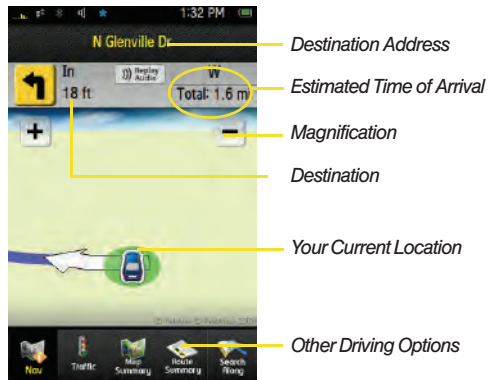 1:32 PM
N Glenville Dr
Destination Address
In
18 ft
Replay
Audio
W
Total: 1.6 mi
Estimated Time of Arrival
+
−
Magnification
Destination
Your Current Location
Other Driving Options
Nav
Traffic
Map
Summary
Route
Summary
Search
Along